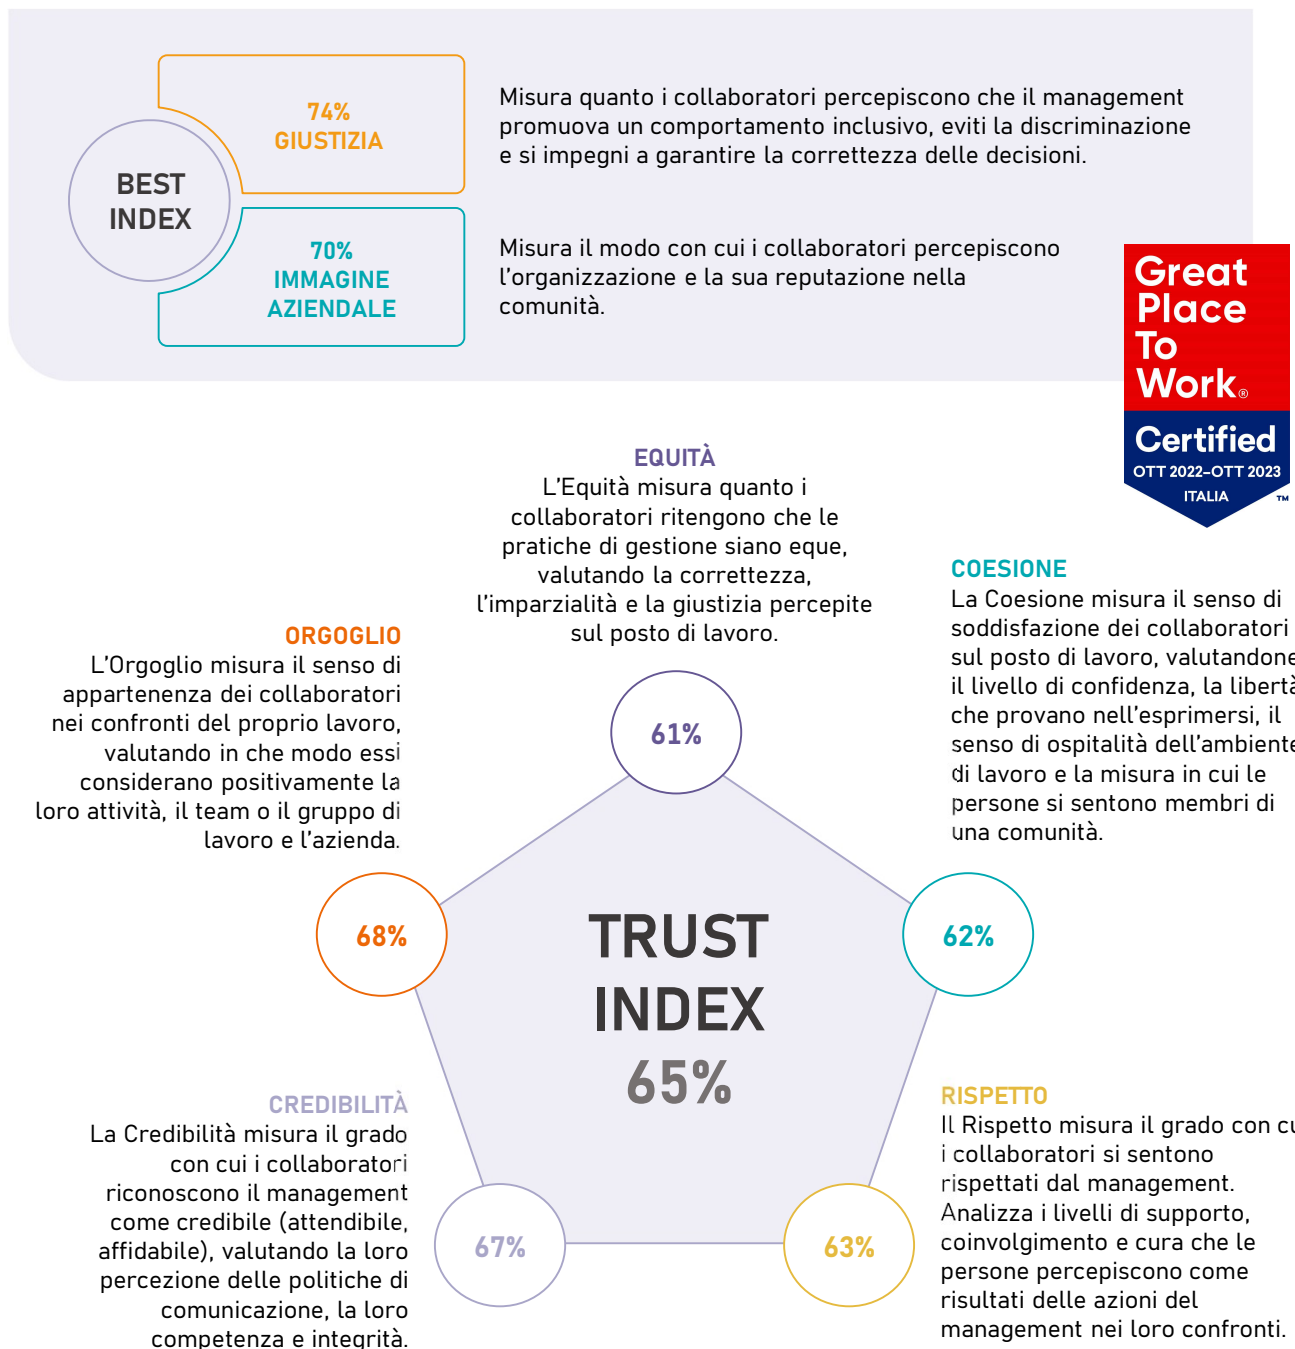 BEST
INDEX
74%
GIUSTIZIA
Misura quanto i collaboratori percepiscono che il management
promuova un comportamento inclusivo, eviti la discriminazione
e si impegni a garantire la correttezza delle decisioni.
70%
IMMAGINE
AZIENDALE
Misura il modo con cui i collaboratori percepiscono
l’organizzazione e la sua reputazione nella
comunità.
Great
Place
To
Work®
Certified
OTT 2022–OTT 2023
ITALIA
™
EQUITÀ
L’Equità misura quanto i
collaboratori ritengono che le
pratiche di gestione siano eque,
valutando la correttezza,
l’imparzialità e la giustizia percepite
sul posto di lavoro.
61%
COESIONE
La Coesione misura il senso di
soddisfazione dei collaboratori
sul posto di lavoro, valutandone
il livello di confidenza, la libertà
che provano nell’esprimersi, il
senso di ospitalità dell’ambiente
di lavoro e la misura in cui le
persone si sentono membri di
una comunità.
62%
ORGOGLIO
L’Orgoglio misura il senso di
appartenenza dei collaboratori
nei confronti del proprio lavoro,
valutando in che modo essi
considerano positivamente la
loro attività, il team o il gruppo di
lavoro e l’azienda.
68%
TRUST
INDEX
65%
CREDIBILITÀ
La Credibilità misura il grado
con cui i collaboratori
riconoscono il management
come credibile (attendibile,
affidabile), valutando la loro
percezione delle politiche di
comunicazione, la loro
competenza e integrità.
67%
RISPETTO
Il Rispetto misura il grado con cu
i collaboratori si sentono
rispettati dal management.
Analizza i livelli di supporto,
coinvolgimento e cura che le
persone percepiscono come
risultati delle azioni del
management nei loro confronti.
63%